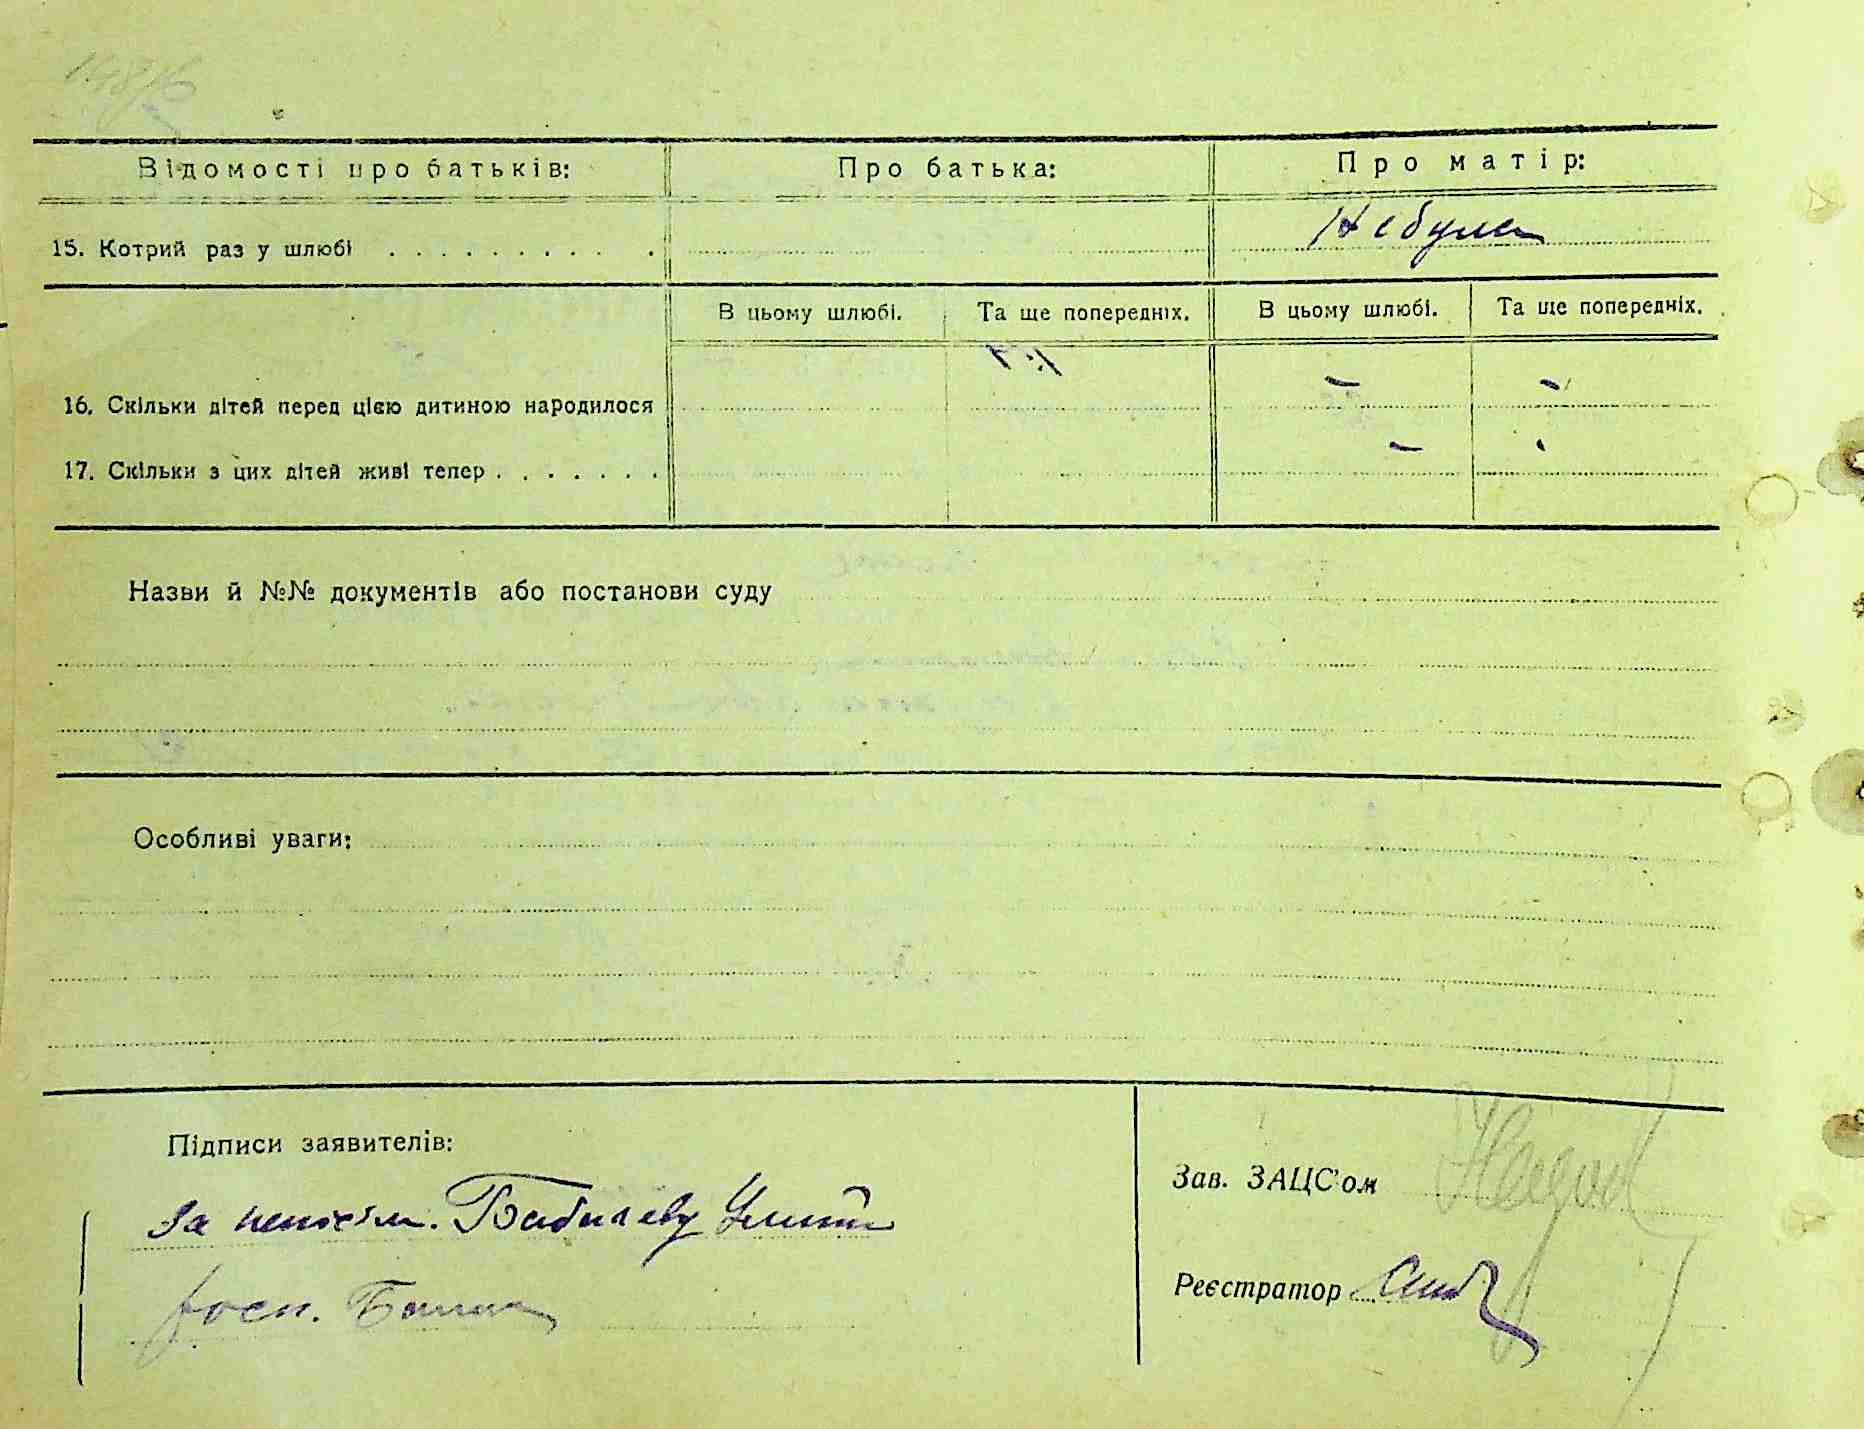 Відомості про батьків: Про батька: Про матір:
15. Котрий раз у шлюбі . . . . . . . . . . Не була
В цьому шлюбі. Та ще попередніх. В цьому шлюбі. Та ще попередніх.
16. Скільки дітей перед цією дитиною народилося – –
17. Скільки з цих дітей живі тепер . . . . . . . –
Назви й №№ документів або постанови суду
Особливі уваги:
Підписи заявителів:
Зав. ЗАЦС'ом
За
Реєстратор